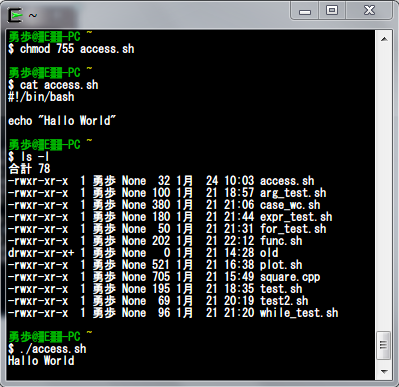 ~
勇歩@ -PC ~
$ chmod 755 access.sh
勇歩@ -PC ~
$ cat access.sh
#!/bin/bash
echo "Hallo World"
勇歩@ -PC ~
$ ls -l
合計 78
-rwxr-xr-x 1 勇歩 None 32 1月 24 10:03 access.sh
-rwxr-xr-x 1 勇歩 None 100 1月 21 18:57 arg_test.sh
-rwxr-xr-x 1 勇歩 None 380 1月 21 21:06 case_wc.sh
-rwxr-xr-x 1 勇歩 None 180 1月 21 21:44 expr_test.sh
-rwxr-xr-x 1 勇歩 None 50 1月 21 21:31 for_test.sh
-rwxr-xr-x 1 勇歩 None 202 1月 21 22:12 func.sh
drwxr-xr-x+ 1 勇歩 None 0 1月 21 14:28 old
-rwxr-xr-x 1 勇歩 None 521 1月 21 16:38 plot.sh
-rwxr-xr-x 1 勇歩 None 705 1月 21 15:49 square.cpp
-rwxr-xr-x 1 勇歩 None 195 1月 21 18:35 test.sh
-rwxr-xr-x 1 勇歩 None 69 1月 21 20:19 test2.sh
-rwxr-xr-x 1 勇歩 None 96 1月 21 21:20 while_test.sh
勇歩@ -PC ~
$ ./access.sh
Hallo World